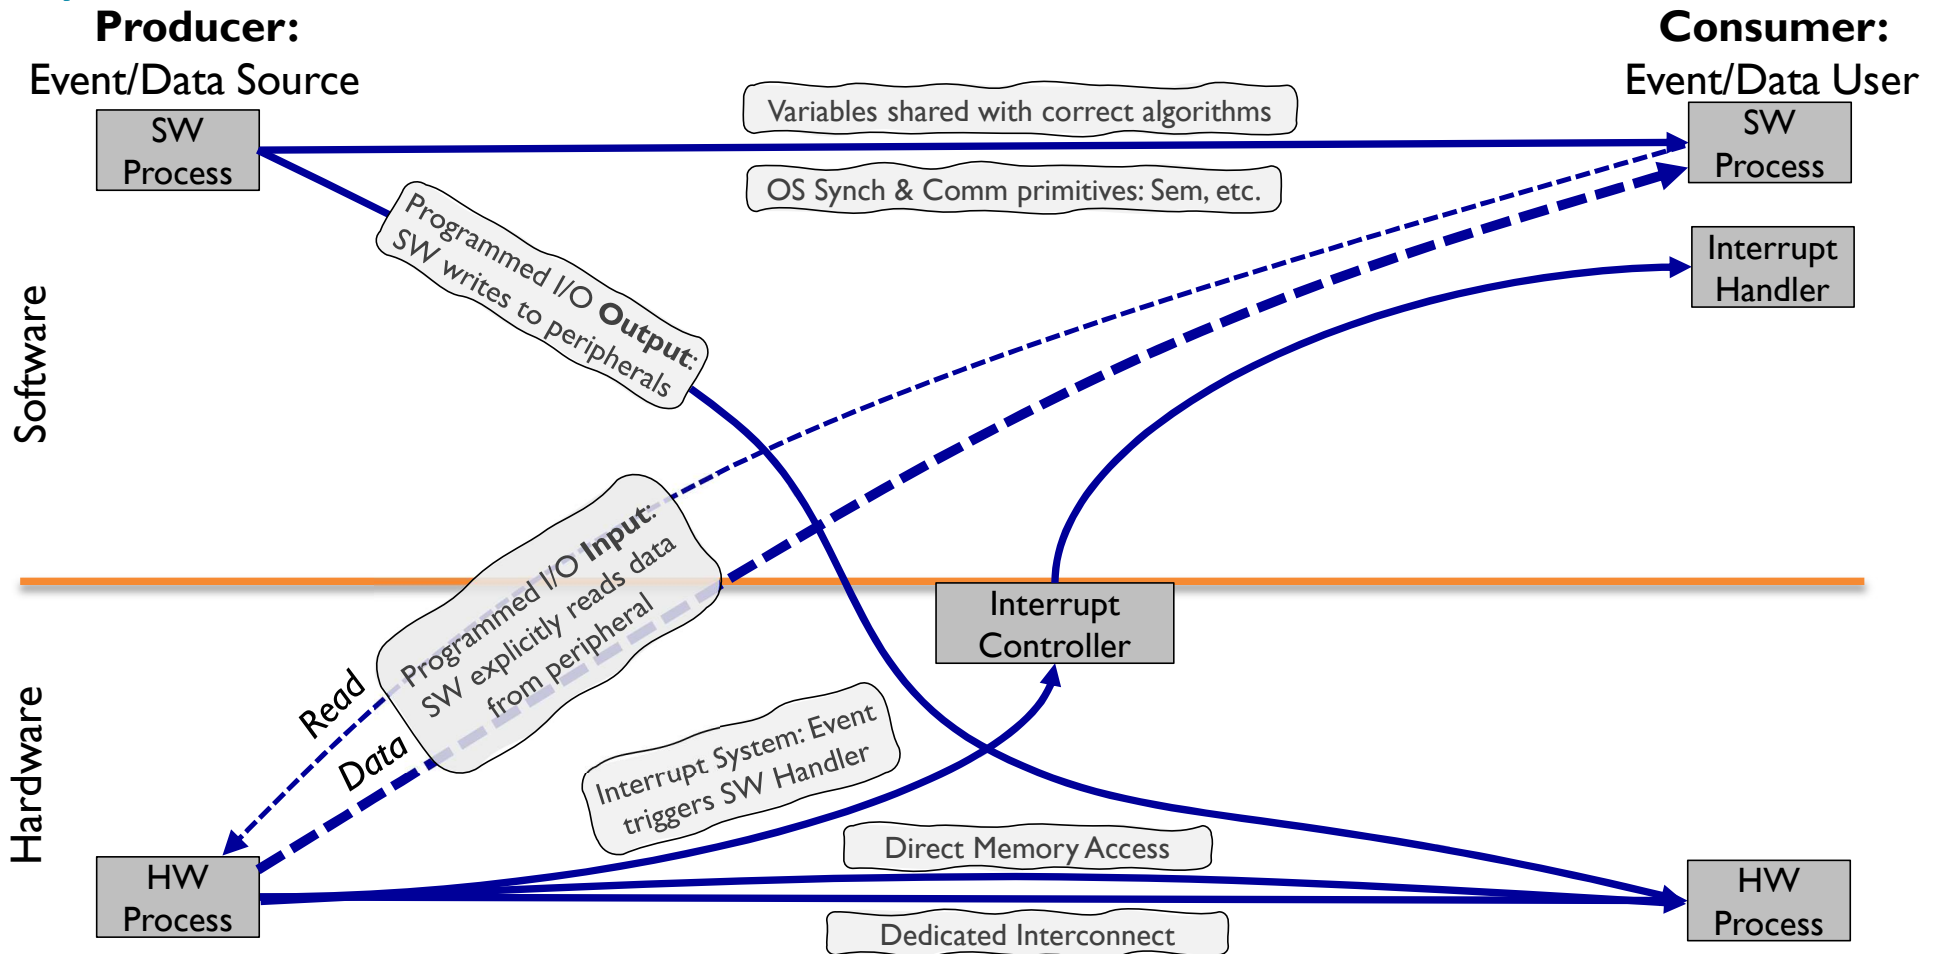 Producer:
Event/Data Source
Consumer:
Event/Data User
SW
Process
Variables shared with correct algorithms
OS Synch & Comm primitives: Sem, etc.
SW
Process
Programmed I/O Output:
SW writes to peripherals
Interrupt
Handler
Software
Programmed I/O Input:
SW explicitly reads data
from peripheral
Interrupt
Controller
Read
Data
Interrupt System: Event
triggers SW Handler
Hardware
Direct Memory Access
HW
Process
Dedicated Interconnect
HW
Process